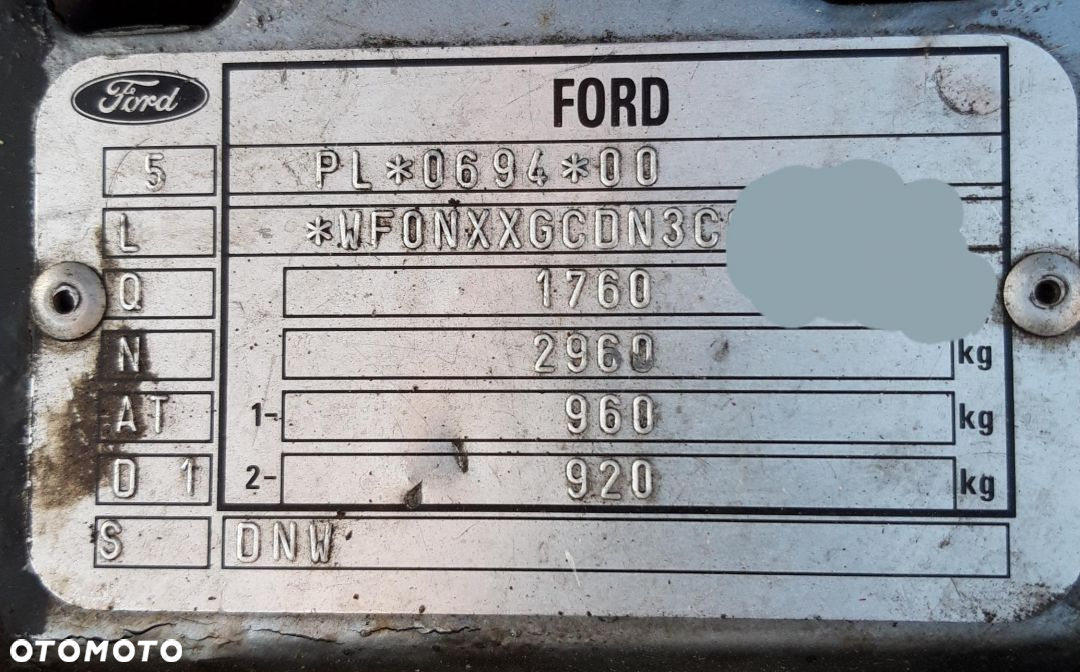 Ford
FORD
5 PL*0694*00
L *WF0NXXGCDN3C
Q 1760
N 2960 kg
AT 1- 960 kg
D 1 2- 920 kg
S DNW
OTOMOTO